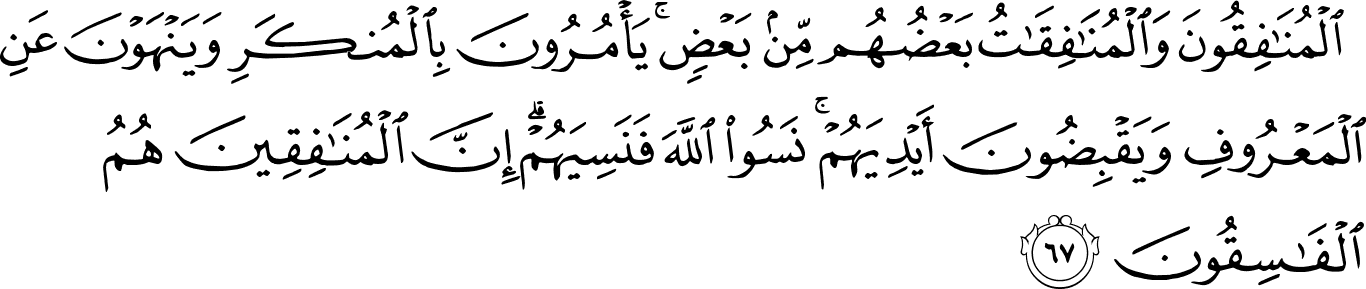 ٱلْمُنَٰفِقُونَ وَٱلْمُنَٰفِقَٰتُ بَعْضُهُم مِّنۢ بَعْضٍۚ يَأْمُرُونَ بِٱلْمُنكَرِ وَيَنْهَوْنَ عَنِ
ٱلْمَعْرُوفِ وَيَقْبِضُونَ أَيْدِيَهُمْۚ نَسُوا۟ ٱللَّهَ فَنَسِيَهُمْۗ إِنَّ ٱلْمُنَٰفِقِينَ هُمُ
ٱلْفَٰسِقُونَ ٦٧